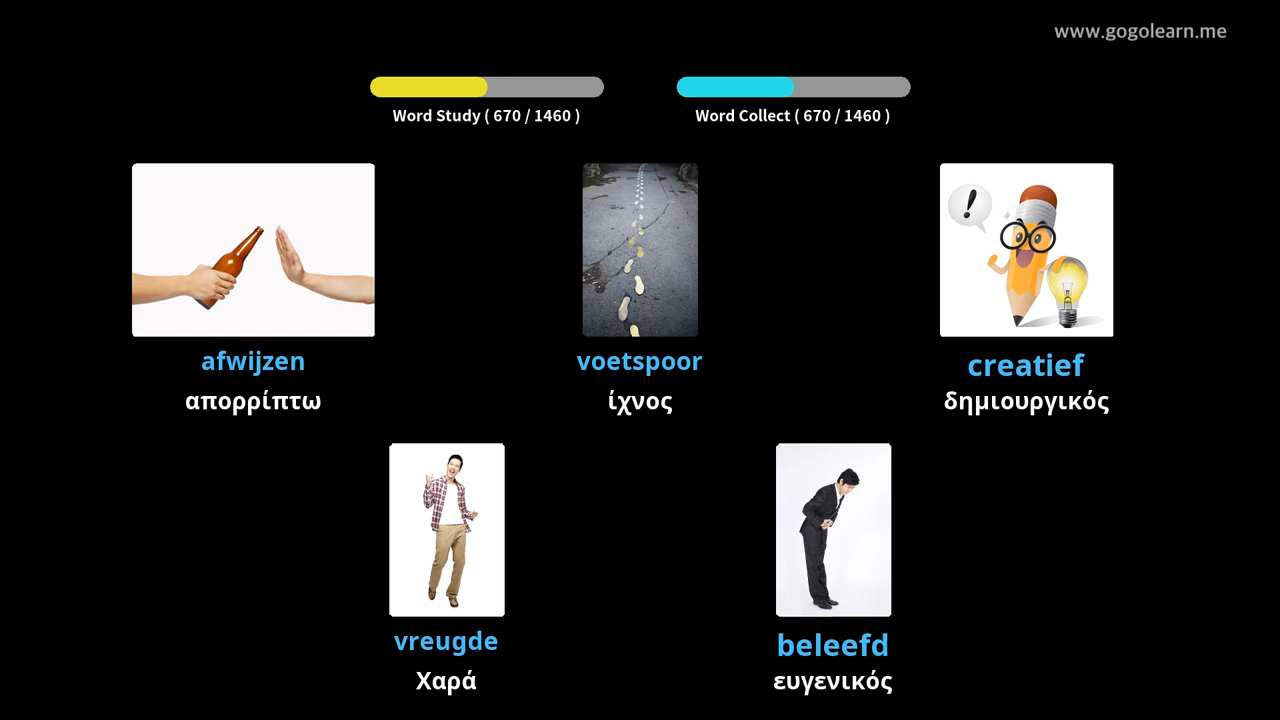 www.gogolearn.me
Word Study ( 670 / 1460 )
Word Collect ( 670 / 1460 )
afwijzen
απορρίπτω
voetspoor
ίχνος
!
creatief
δημιουργικός
vreugde
Χαρά
beleefd
ευγενικός